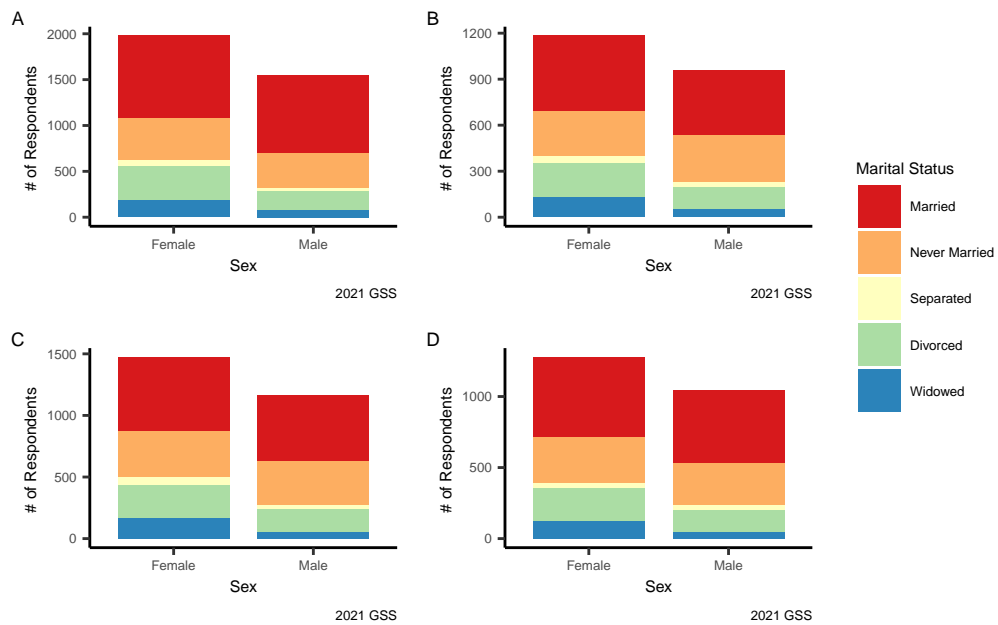 A
# of Respondents
2000
1500
1000
500
0
Female
Male
Sex
2021 GSS
B
# of Respondents
1200
900
600
300
0
Female
Male
Sex
2021 GSS
C
# of Respondents
1500
1000
500
0
Female
Male
Sex
2021 GSS
D
# of Respondents
1000
500
0
Female
Male
Sex
2021 GSS
Marital Status
Married
Never Married
Separated
Divorced
Widowed